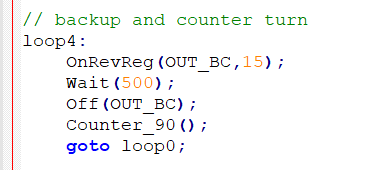 // backup and counter turn
loop4:
OnRevReg(OUT_BC,15);
Wait(500);
Off(OUT_BC);
Counter_90();
goto loop0;